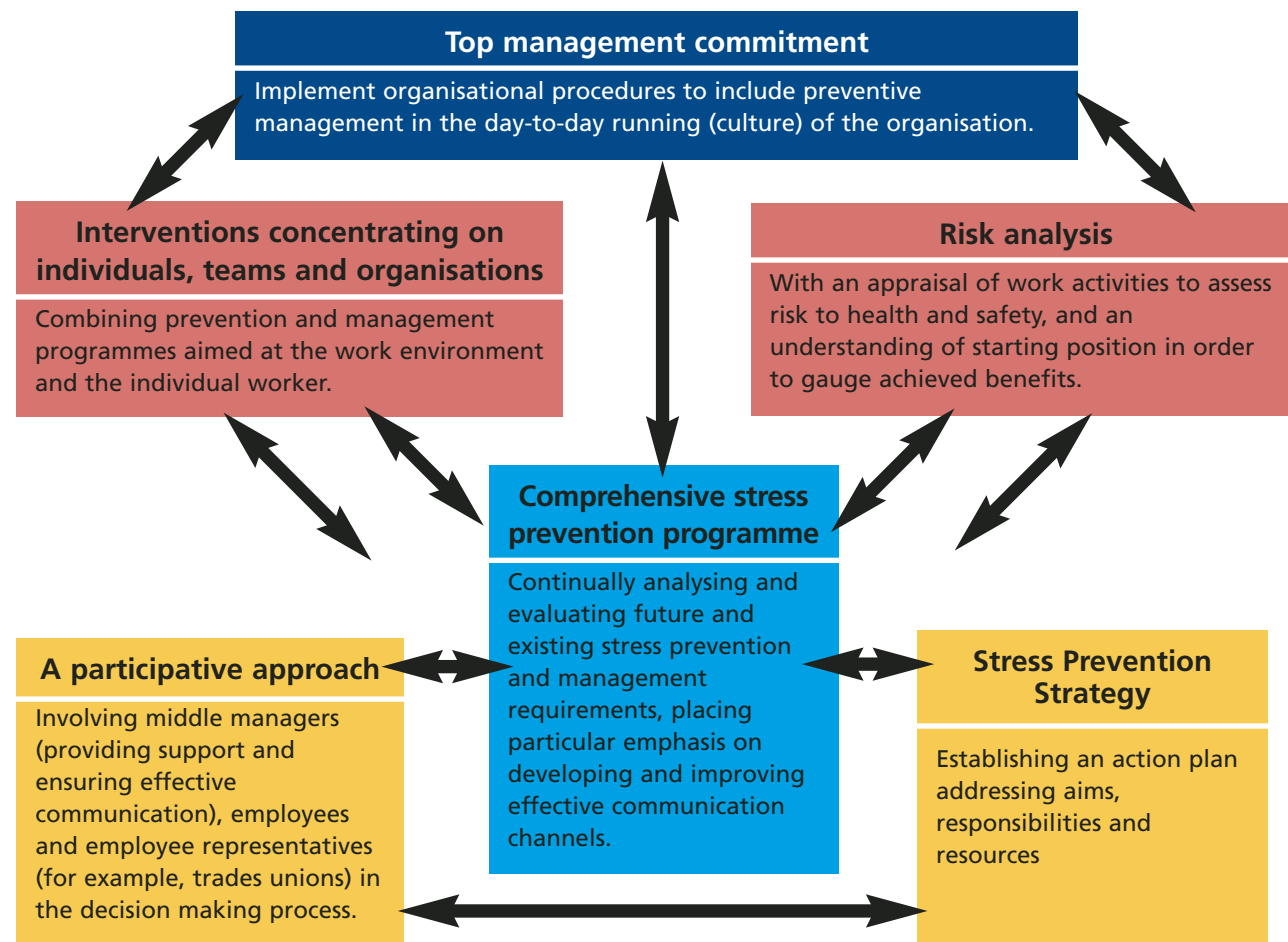 Top management commitment
Implement organisational procedures to include preventive
management in the day-to-day running (culture) of the organisation.
Interventions concentrating on
individuals, teams and organisations
Combining prevention and management
programmes aimed at the work environment
and the individual worker.
Risk analysis
With an appraisal of work activities to assess
risk to health and safety, and an
understanding of starting position in order
to gauge achieved benefits.
Comprehensive stress
prevention programme
Continually analysing and
evaluating future and
existing stress prevention
and management
requirements, placing
particular emphasis on
developing and improving
effective communication
channels.
A participative approach
Involving middle managers
(providing support and
ensuring effective
communication), employees
and employee representatives
(for example, trades unions) in
the decision making process.
Stress Prevention
Strategy
Establishing an action plan
addressing aims,
responsibilities and
resources